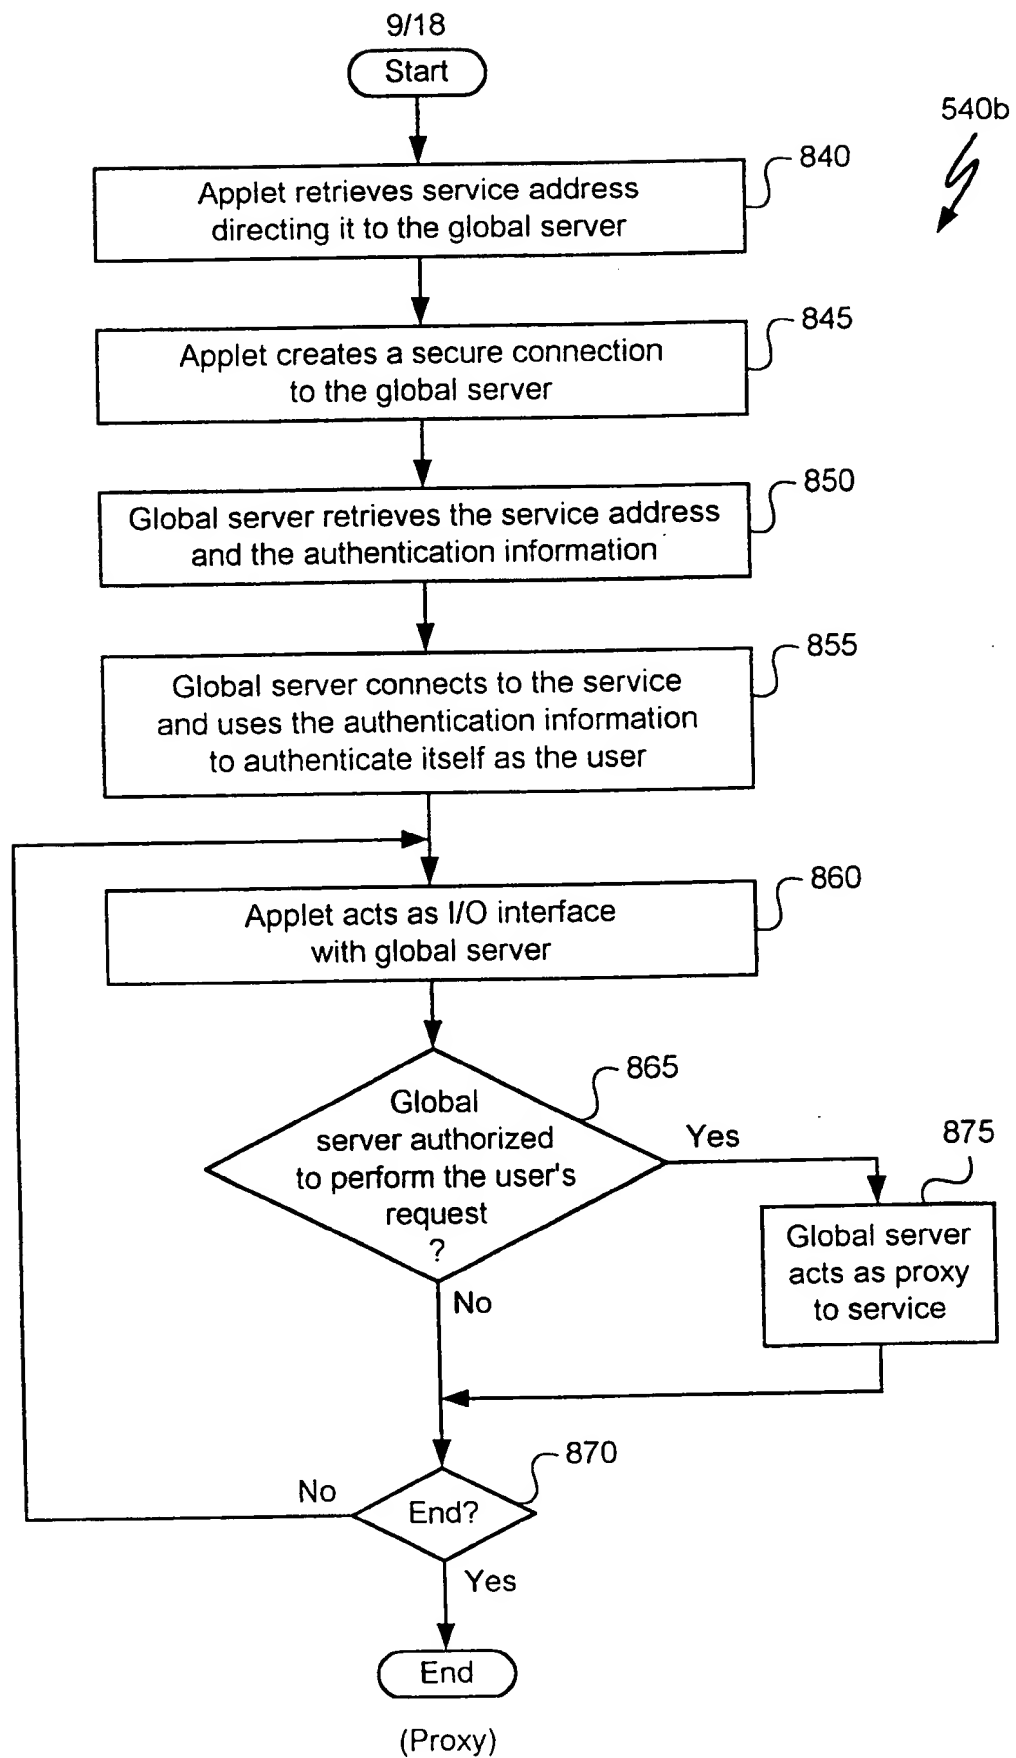 9/18
Start
540b
840
Applet retrieves service address
directing it to the global server
845
Applet creates a secure connection
to the global server
850
Global server retrieves the service address
and the authentication information
855
Global server connects to the service
and uses the authentication information
to authenticate itself as the user
860
Applet acts as I/O interface
with global server
865
Global
server authorized
to perform the user's
request
?
Yes
875
Global server
acts as proxy
to service
No
870
End?
No
Yes
End
(Proxy)